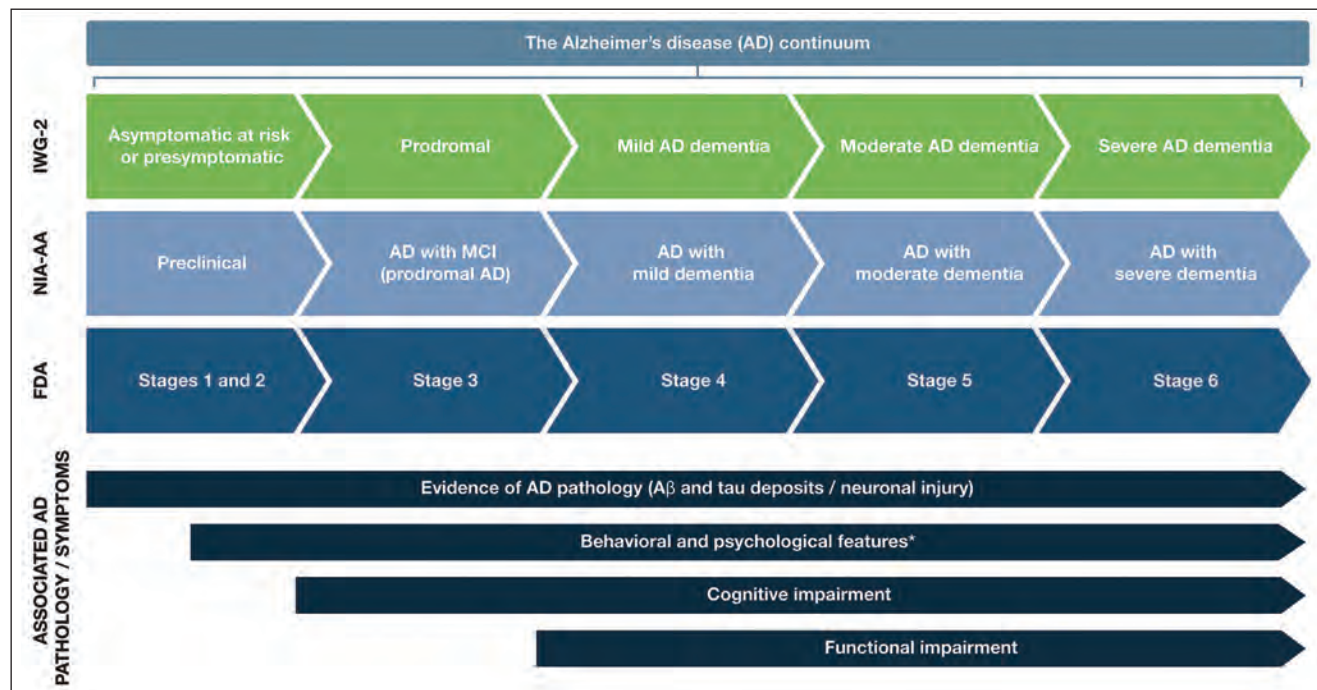 The Alzheimer's disease (AD) continuum
IWG-2
Asymptomatic at risk
or presymptomatic
Prodromal
Mild AD dementia
Moderate AD dementia
Severe AD dementia
NIA-AA
Preclinical
AD with MCI
(prodromal AD)
AD with
mild dementia
AD with
moderate dementia
AD with
severe dementia
FDA
Stages 1 and 2
Stage 3
Stage 4
Stage 5
Stage 6
ASSOCIATED AD
PATHOLOGY / SYMPTOMS
Evidence of AD pathology (Aβ and tau deposits / neuronal injury)
Behavioral and psychological features*
Cognitive impairment
Functional impairment